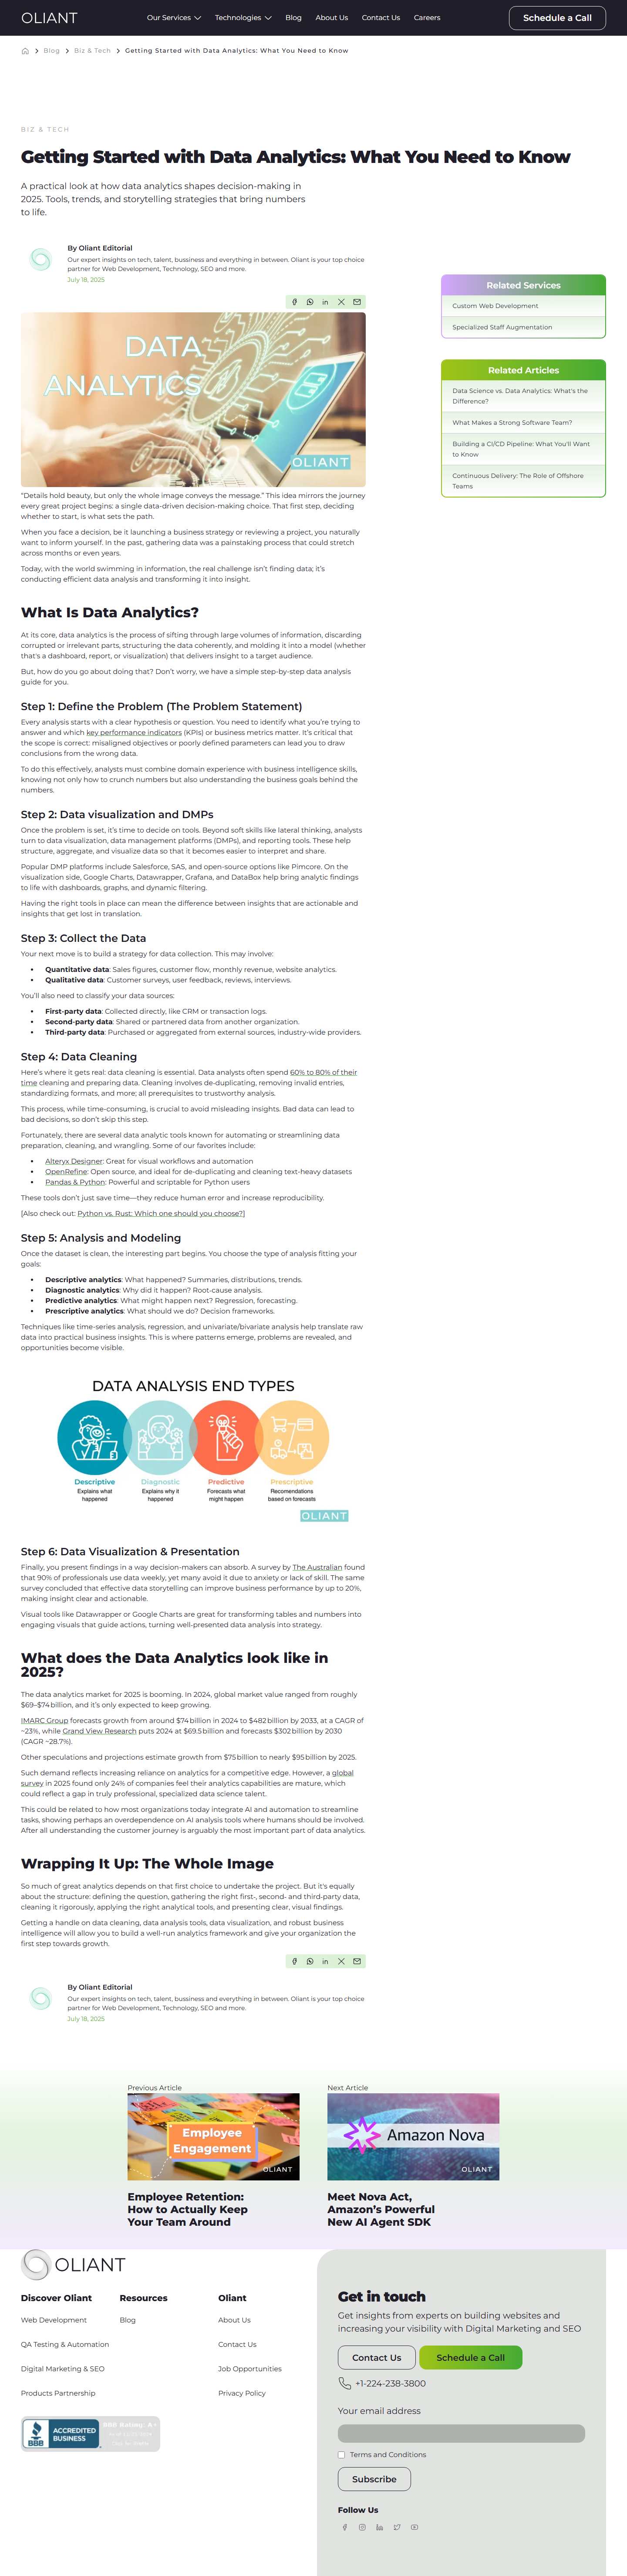 OLIANT
Our Services
Technologies
Blog
About Us
Contact Us
Careers
Schedule a Call
Blog
Biz & Tech
Getting Started with Data Analytics: What You Need to Know
BIZ & TECH
Getting Started with Data Analytics: What You Need to Know
A practical look at how data analytics shapes decision-making in
2025. Tools, trends, and storytelling strategies that bring numbers
to life.
By Oliant Editorial
Our expert insights on tech, talent, bussiness and everything in between. Oliant is your top choice
partner for Web Development, Technology, SEO and more.
July 18, 2025
DATA
ANALYTICS
OLIANT
Related Services
Custom Web Development
Specialized Staff Augmentation
Related Articles
Data Science vs. Data Analytics: What's the
Difference?
What Makes a Strong Software Team?
Building a CI/CD Pipeline: What You'll Want
to Know
Continuous Delivery: The Role of Offshore
Teams
“Details hold beauty, but only the whole image conveys the message.” This idea mirrors the journey
every great project begins: a single data-driven decision-making choice. That first step, deciding
whether to start, is what sets the path.
When you face a decision, be it launching a business strategy or reviewing a project, you naturally
want to inform yourself. In the past, gathering data was a painstaking process that could stretch
across months or even years.
Today, with the world swimming in information, the real challenge isn’t finding data; it’s
conducting efficient data analysis and transforming it into insight.
What Is Data Analytics?
At its core, data analytics is the process of sifting through large volumes of information, discarding
corrupted or irrelevant parts, structuring the data coherently, and molding it into a model (whether
that's a dashboard, report, or visualization) that delivers insight to a target audience.
But, how do you go about doing that? Don’t worry, we have a simple step-by-step data analysis
guide for you.
Step 1: Define the Problem (The Problem Statement)
Every analysis starts with a clear hypothesis or question. You need to identify what you’re trying to
answer and which key performance indicators (KPIs) or business metrics matter. It’s critical that
the scope is correct: misaligned objectives or poorly defined parameters can lead you to draw
conclusions from the wrong data.
To do this effectively, analysts must combine domain experience with business intelligence skills,
knowing not only how to crunch numbers but also understanding the business goals behind the
numbers.
Step 2: Data visualization and DMPs
Once the problem is set, it’s time to decide on tools. Beyond soft skills like lateral thinking, analysts
turn to data visualization, data management platforms (DMPs), and reporting tools. These help
structure, aggregate, and visualize data so that it becomes easier to interpret and share.
Popular DMP platforms include Salesforce, SAS, and open-source options like Pimcore. On the
visualization side, Google Charts, Datawrapper, Grafana, and DataBox help bring analytic findings
to life with dashboards, graphs, and dynamic filtering.
Having the right tools in place can mean the difference between insights that are actionable and
insights that get lost in translation.
Step 3: Collect the Data
Your next move is to build a strategy for data collection. This may involve:
• Quantitative data: Sales figures, customer flow, monthly revenue, website analytics.
• Qualitative data: Customer surveys, user feedback, reviews, interviews.
You’ll also need to classify your data sources:
• First-party data: Collected directly, like CRM or transaction logs.
• Second-party data: Shared or partnered data from another organization.
• Third-party data: Purchased or aggregated from external sources, industry-wide providers.
Step 4: Data Cleaning
Here’s where it gets real: data cleaning is essential. Data analysts often spend 60% to 80% of their
time cleaning and preparing data. Cleaning involves de-duplicating, removing invalid entries,
standardizing formats, and more; all prerequisites to trustworthy analysis.
This process, while time-consuming, is crucial to avoid misleading insights. Bad data can lead to
bad decisions, so don’t skip this step.
Fortunately, there are several data analytic tools known for automating or streamlining data
preparation, cleaning, and wrangling. Some of our favorites include:
• Alteryx Designer: Great for visual workflows and automation
• OpenRefine: Open source, and ideal for de-duplicating and cleaning text-heavy datasets
• Pandas & Python: Powerful and scriptable for Python users
These tools don’t just save time—they reduce human error and increase reproducibility.
[Also check out: Python vs. Rust: Which one should you choose?]
Step 5: Analysis and Modeling
Once the dataset is clean, the interesting part begins. You choose the type of analysis fitting your
goals:
• Descriptive analytics: What happened? Summaries, distributions, trends.
• Diagnostic analytics: Why did it happen? Root-cause analysis.
• Predictive analytics: What might happen next? Regression, forecasting.
• Prescriptive analytics: What should we do? Decision frameworks.
Techniques like time-series analysis, regression, and univariate/bivariate analysis help translate raw
data into practical business insights. This is where patterns emerge, problems are revealed, and
opportunities become visible.
DATA ANALYSIS END TYPES
Descriptive
Explains what
happened
Diagnostic
Explains why it
happened
Predictive
Forecasts what
might happen
Prescriptive
Recomendations
based on forecasts
OLIANT
Step 6: Data Visualization & Presentation
Finally, you present findings in a way decision-makers can absorb. A survey by The Australian found
that 90% of professionals use data weekly, yet many avoid it due to anxiety or lack of skill. The same
survey concluded that effective data storytelling can improve business performance by up to 20%,
making insight clear and actionable.
Visual tools like Datawrapper or Google Charts are great for transforming tables and numbers into
engaging visuals that guide actions, turning well-presented data analysis into strategy.
What does the Data Analytics look like in
2025?
The data analytics market for 2025 is booming. In 2024, global market value ranged from roughly
$69–$74 billion, and it’s only expected to keep growing.
IMARC Group forecasts growth from around $74 billion in 2024 to $482 billion by 2033, at a CAGR of
~23%, while Grand View Research puts 2024 at $69.5 billion and forecasts $302 billion by 2030
(CAGR ~28.7%).
Other speculations and projections estimate growth from $75 billion to nearly $95 billion by 2025.
Such demand reflects increasing reliance on analytics for a competitive edge. However, a global
survey in 2025 found only 24% of companies feel their analytics capabilities are mature, which
could reflect a gap in truly professional, specialized data science talent.
This could be related to how most organizations today integrate AI and automation to streamline
tasks, showing perhaps an overdependence on AI analysis tools where humans should be involved.
After all understanding the customer journey is arguably the most important part of data analytics.
Wrapping It Up: The Whole Image
So much of great analytics depends on that first choice to undertake the project. But it's equally
about the structure: defining the question, gathering the right first-, second- and third-party data,
cleaning it rigorously, applying the right analytical tools, and presenting clear, visual findings.
Getting a handle on data cleaning, data analysis tools, data visualization, and robust business
intelligence will allow you to build a well-run analytics framework and give your organization the
first step towards growth.
By Oliant Editorial
Our expert insights on tech, talent, bussiness and everything in between. Oliant is your top choice
partner for Web Development, Technology, SEO and more.
July 18, 2025
Previous Article
Employee
Engagement
OLIANT
Employee Retention:
How to Actually Keep
Your Team Around
Next Article
Amazon Nova
OLIANT
Meet Nova Act,
Amazon’s Powerful
New AI Agent SDK
OLIANT
Discover Oliant
Web Development
QA Testing & Automation
Digital Marketing & SEO
Products Partnership
Resources
Blog
Oliant
About Us
Contact Us
Job Opportunities
Privacy Policy
BBB
ACCREDITED
BUSINESS
BBB Rating: A+
Get in touch
Get insights from experts on building websites and
increasing your visibility with Digital Marketing and SEO
Contact Us
Schedule a Call
+1-224-238-3800
Your email address
Terms and Conditions
Subscribe
Follow Us